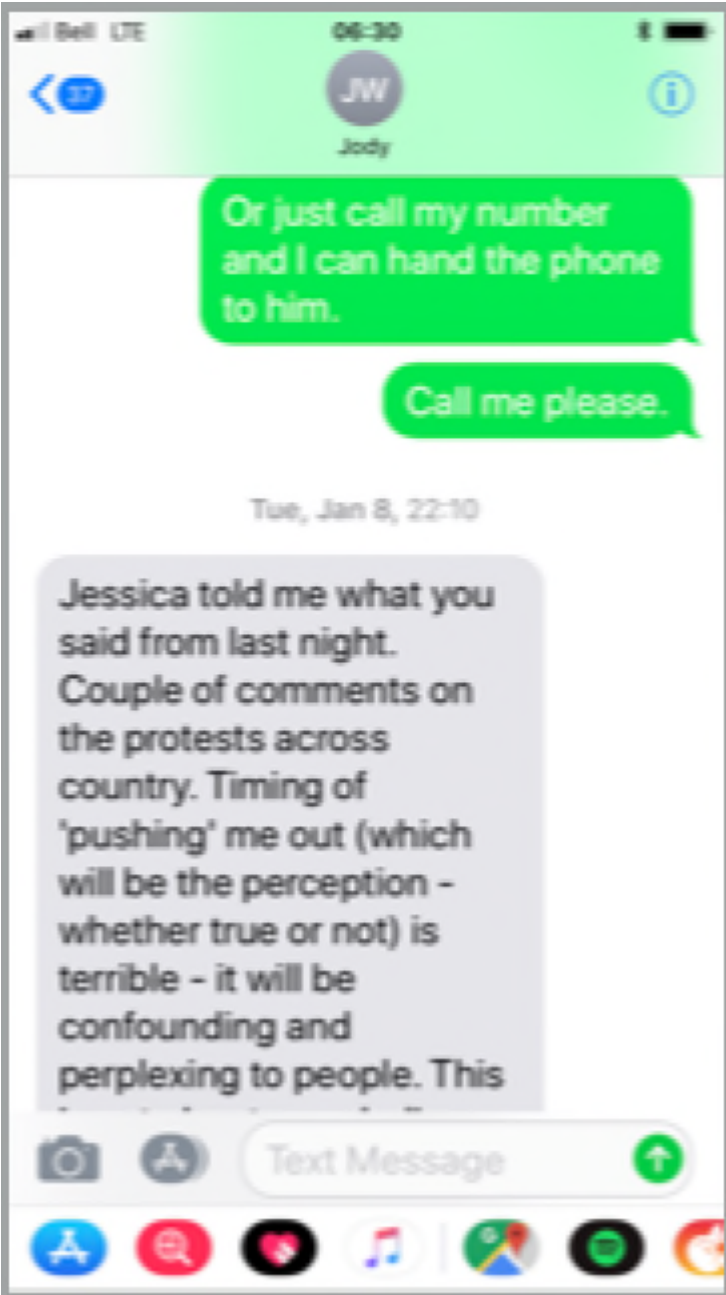 Bell LTE
06:30
37
JW
Jody
Or just call my number
and I can hand the phone
to him.
Call me please.
Tue, Jan 8, 22:10
Jessica told me what you
said from last night.
Couple of comments on
the protests across
country. Timing of
'pushing' me out (which
will be the perception -
whether true or not) is
terrible - it will be
confounding and
perplexing to people. This
Text Message